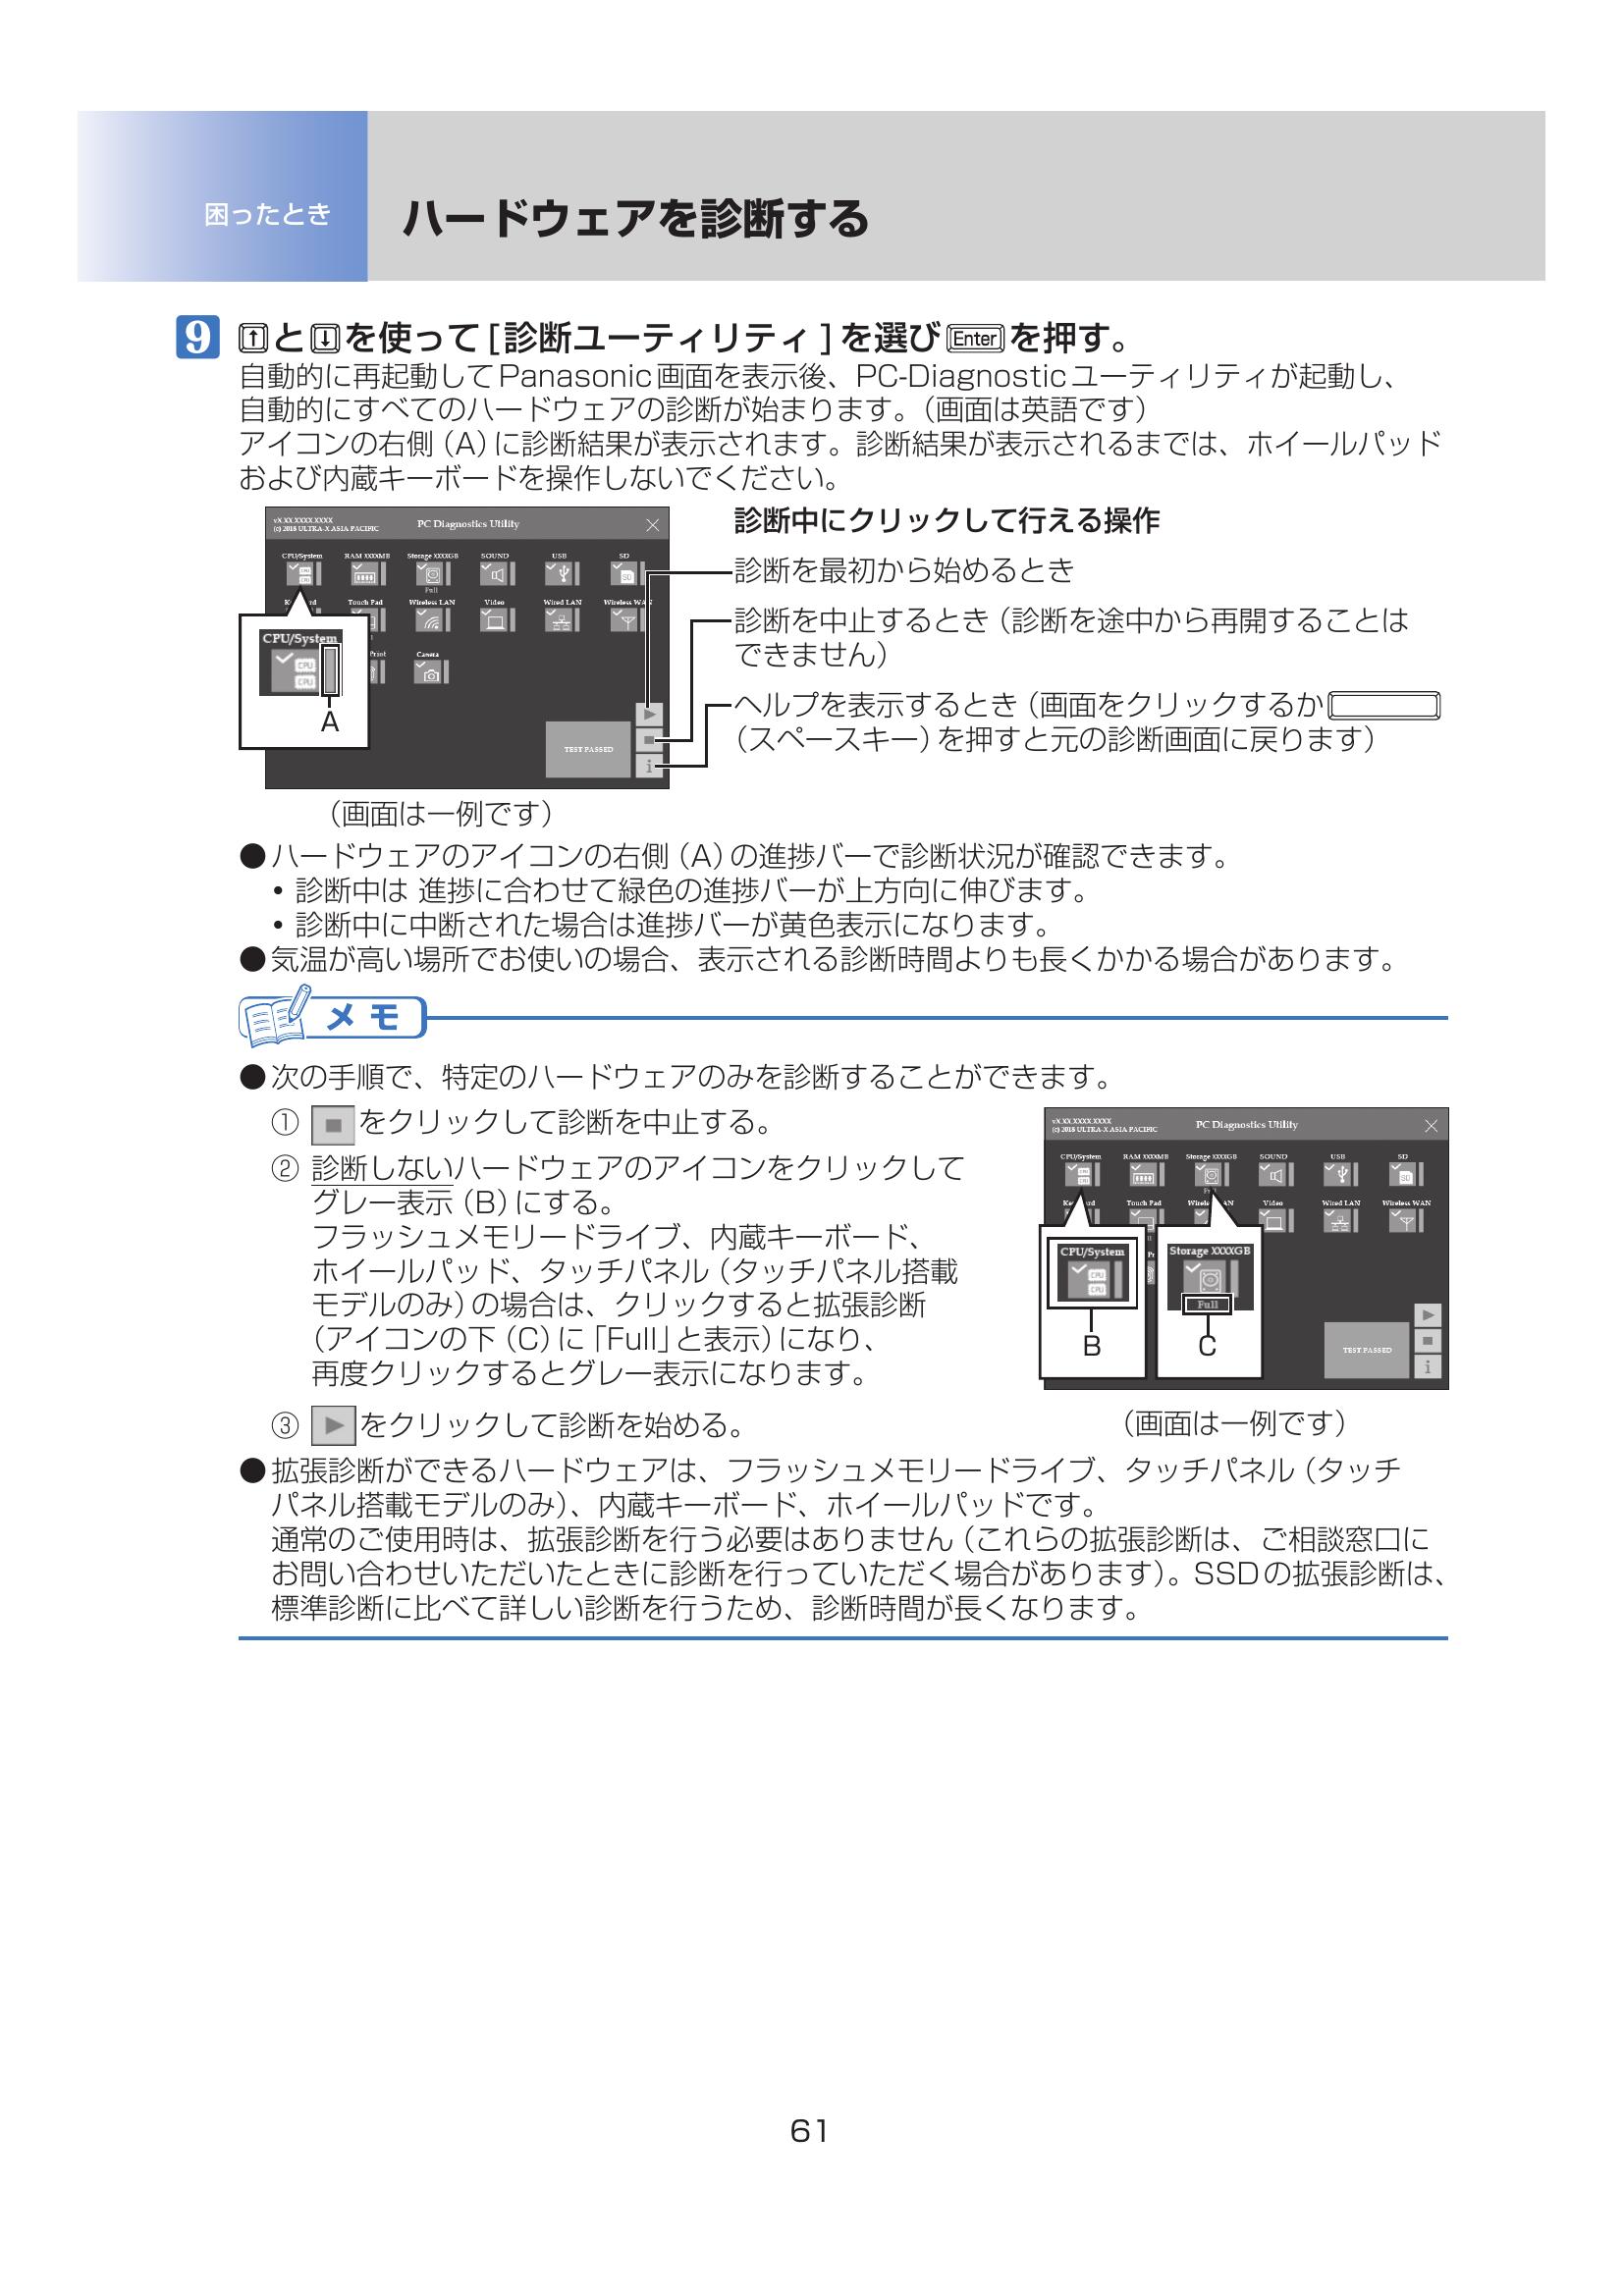 困ったとき
ハードウェアを診断する
9 ↑と↓を使って[診断ユーティリティ]を選びEnterを押す。
自動的に再起動してPanasonic画面を表示後、PC-Diagnosticユーティリティが起動し、
自動的にすべてのハードウェアの診断が始まります。（画面は英語です）
アイコンの右側（A）に診断結果が表示されます。診断結果が表示されるまでは、ホイールパッド
および内蔵キーボードを操作しないでください。
vX.XX.XXXX.XXXX
(c) 2018 ULTRA-X ASIA PACIFIC
PC Diagnostics Utility
CPU/System RAM XXXXMB Storage XXXXGB SOUND USB SD
Full
Touch Pad Wireless LAN Video Wired LAN Wireless WAN
Print Camera
CPU/System
A
TEST PASSED
（画面は一例です）
診断中にクリックして行える操作
診断を最初から始めるとき
診断を中止するとき（診断を途中から再開することは
できません）
ヘルプを表示するとき（画面をクリックするか
（スペースキー）を押すと元の診断画面に戻ります）
●ハードウェアのアイコンの右側（A）の進捗バーで診断状況が確認できます。
• 診断中は 進捗に合わせて緑色の進捗バーが上方向に伸びます。
• 診断中に中断された場合は進捗バーが黄色表示になります。
●気温が高い場所でお使いの場合、表示される診断時間よりも長くかかる場合があります。
メモ
●次の手順で、特定のハードウェアのみを診断することができます。
① ■をクリックして診断を中止する。
② 診断しないハードウェアのアイコンをクリックして
グレー表示（B）にする。
フラッシュメモリードライブ、内蔵キーボード、
ホイールパッド、タッチパネル（タッチパネル搭載
モデルのみ）の場合は、クリックすると拡張診断
（アイコンの下（C）に「Full」と表示）になり、
再度クリックするとグレー表示になります。
③ ▶をクリックして診断を始める。
vX.XX.XXXX.XXXX
(c) 2018 ULTRA-X ASIA PACIFIC
PC Diagnostics Utility
CPU/System RAM XXXXMB Storage XXXXGB SOUND USB SD
Touch Pad Video Wired LAN Wireless WAN
CPU/System
Storage XXXXGB
Full
B
C
TEST PASSED
（画面は一例です）
●拡張診断ができるハードウェアは、フラッシュメモリードライブ、タッチパネル（タッチ
パネル搭載モデルのみ）、内蔵キーボード、ホイールパッドです。
通常のご使用時は、拡張診断を行う必要はありません（これらの拡張診断は、ご相談窓口に
お問い合わせいただいたときに診断を行っていただく場合があります）。SSDの拡張診断は、
標準診断に比べて詳しい診断を行うため、診断時間が長くなります。
61